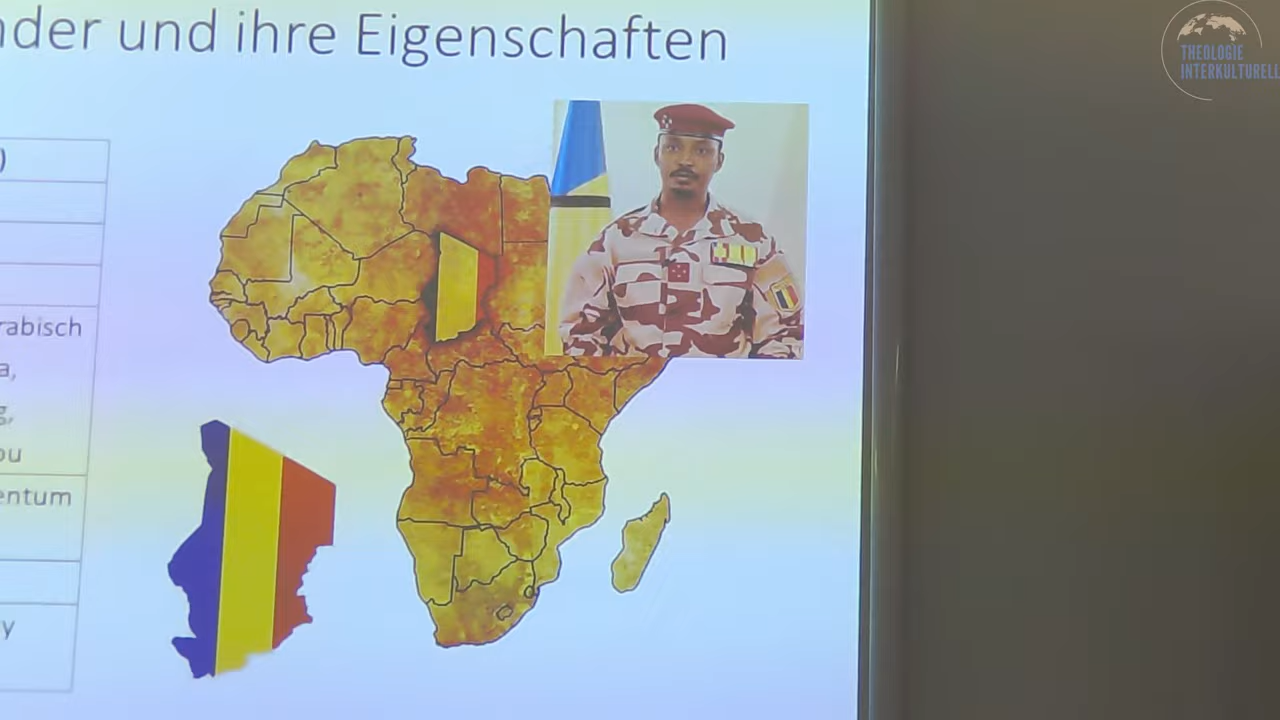 nder und ihre Eigenschaften
THEOLOGIE
INTERKULTURELL
)
rabisch
a,
g,
ou
entum
y